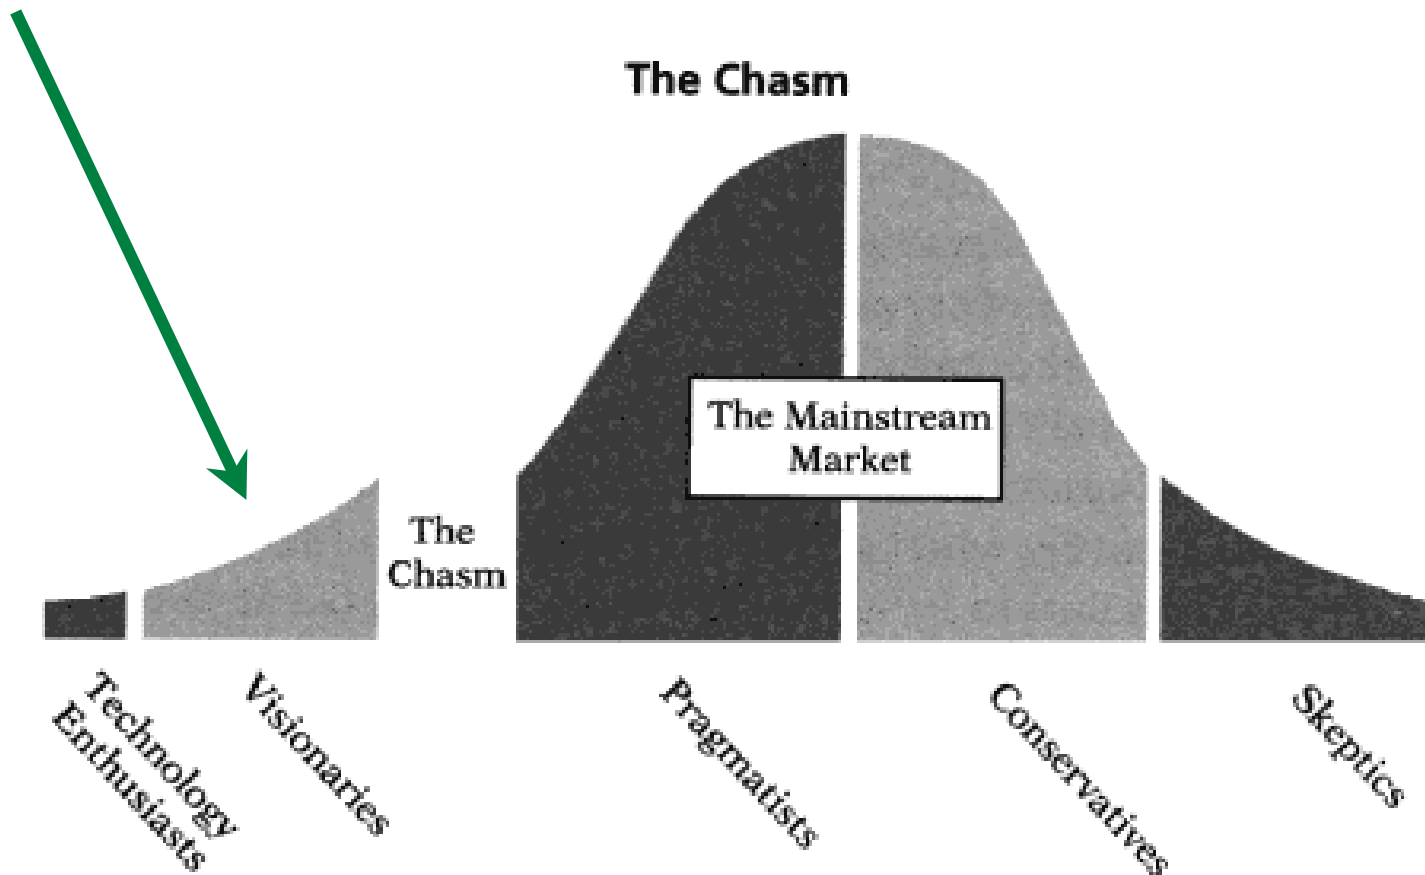 The Chasm
The Mainstream
Market
The
Chasm
Technology
Enthusiasts
Visionaries
Pragmatists
Conservatives
Skeptics